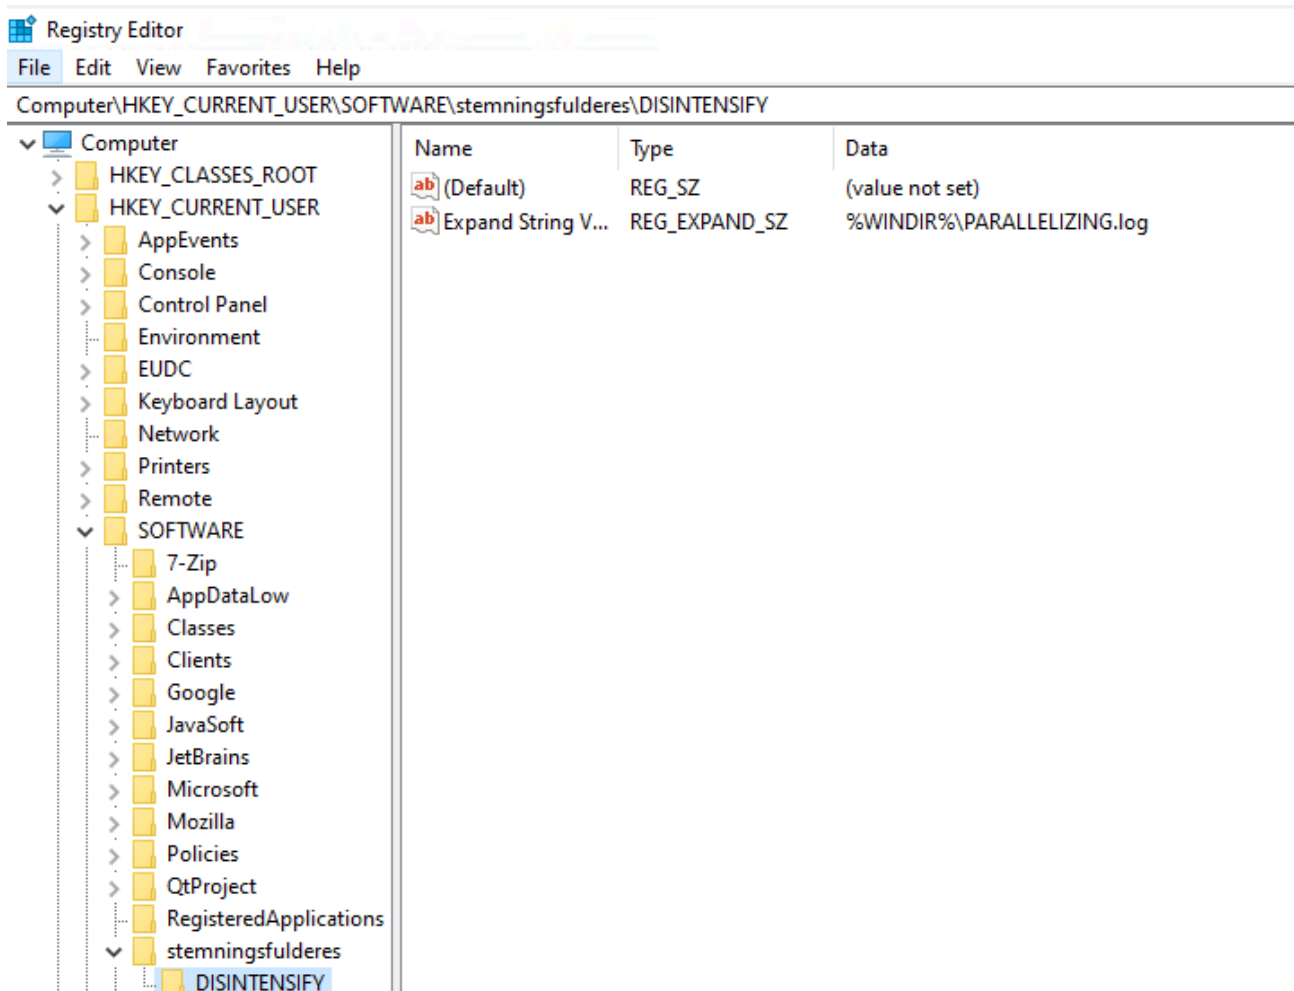 Registry Editor
File Edit View Favorites Help
Computer\HKEY_CURRENT_USER\SOFTWARE\stemningsfulderes\DISINTENSIFY
Computer
HKEY_CLASSES_ROOT
HKEY_CURRENT_USER
AppEvents
Console
Control Panel
Environment
EUDC
Keyboard Layout
Network
Printers
Remote
SOFTWARE
7-Zip
AppDataLow
Classes
Clients
Google
JavaSoft
JetBrains
Microsoft
Mozilla
Policies
QtProject
RegisteredApplications
stemningsfulderes
DISINTENSIFY
Name Type Data
ab (Default) REG_SZ (value not set)
ab Expand String V... REG_EXPAND_SZ %WINDIR%\PARALLELIZING.log